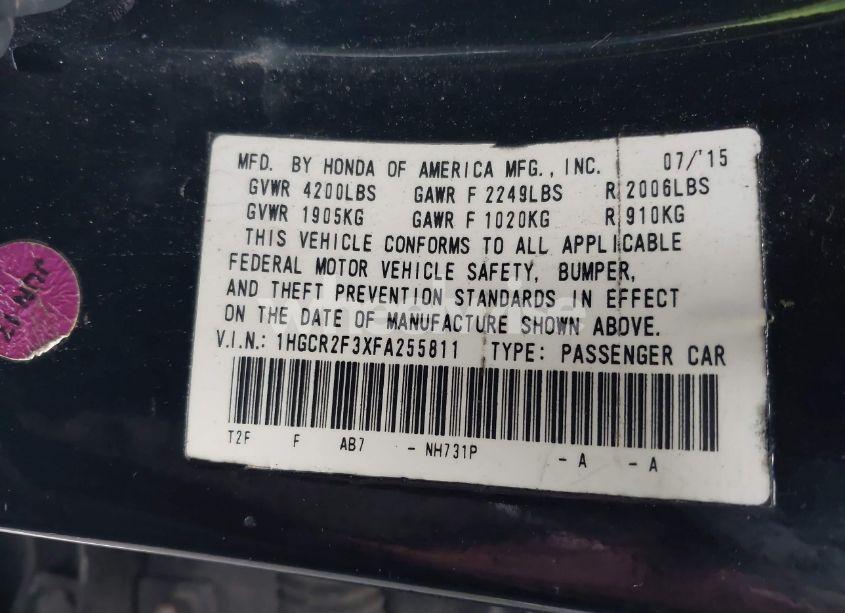 MFD. BY HONDA OF AMERICA MFG., INC. 07/'15
GVWR 4200LBS GAWR F 2249LBS R 2006LBS
GVWR 1905KG GAWR F 1020KG R 910KG
THIS VEHICLE CONFORMS TO ALL APPLICABLE
FEDERAL MOTOR VEHICLE SAFETY, BUMPER,
AND THEFT PREVENTION STANDARDS IN EFFECT
ON THE DATE OF MANUFACTURE SHOWN ABOVE.
V.I.N.: 1HGCR2F3XFA255811 TYPE: PASSENGER CAR
T2F F AB7 - NH731P - A - A